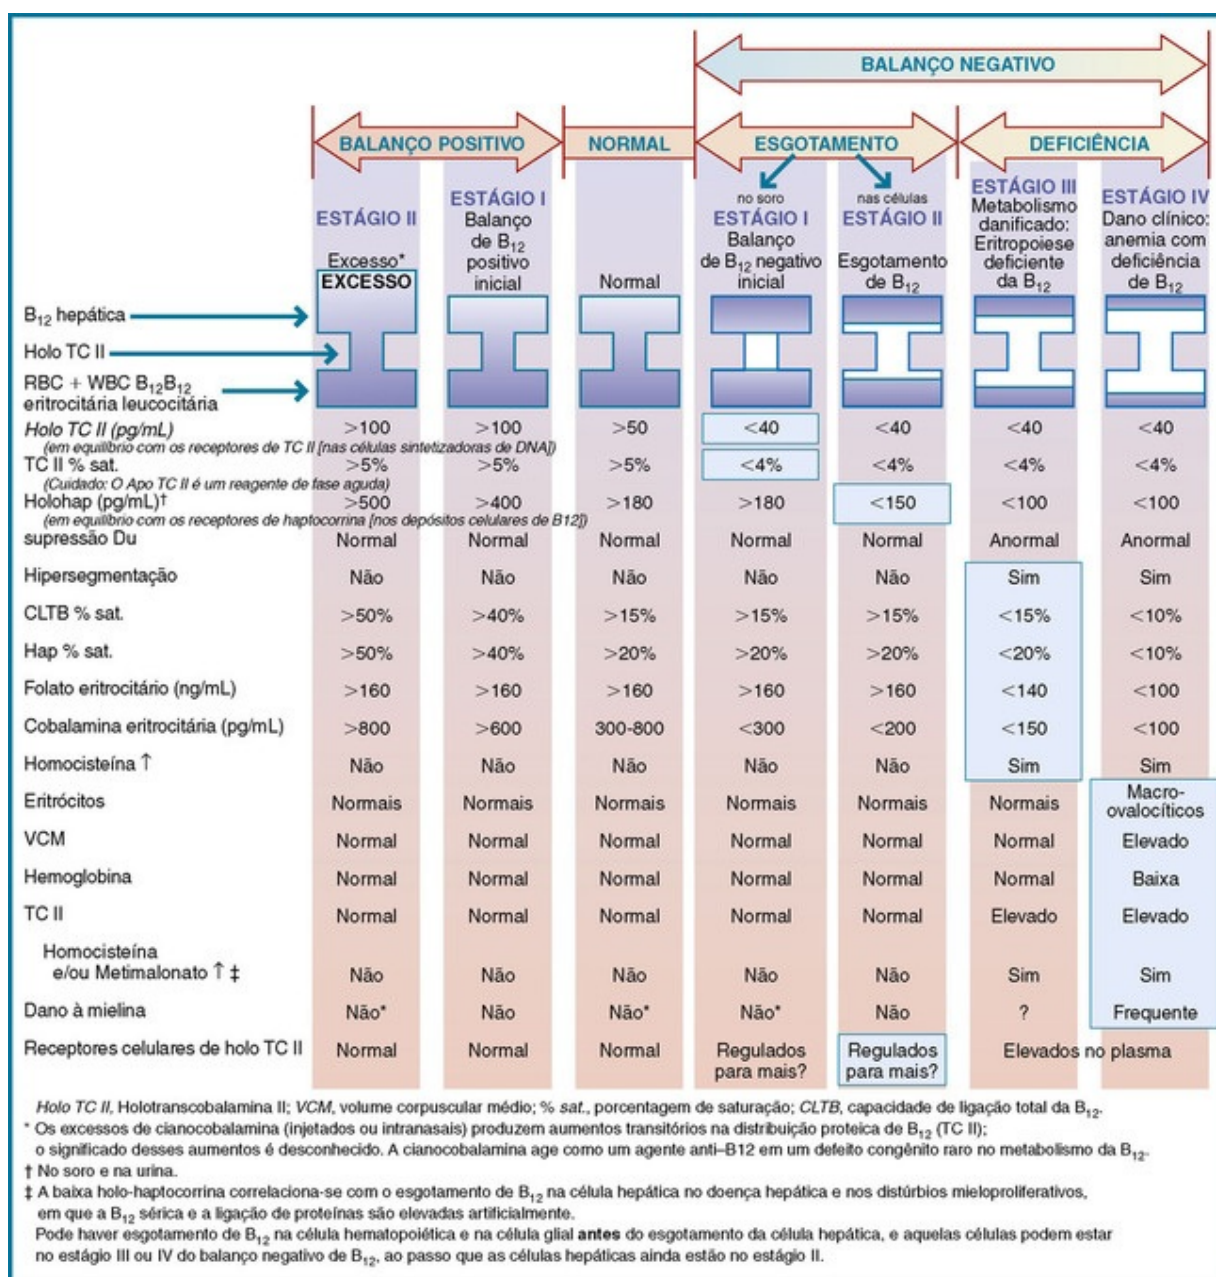 BALANÇO NEGATIVO
BALANÇO POSITIVO NORMAL ESGOTAMENTO DEFICIÊNCIA
no soro nas células
ESTÁGIO II
Excesso*
EXCESSO
ESTÁGIO I
Balanço
de B12
positivo
inicial
Normal
ESTÁGIO I
Balanço
de B12 negativo
inicial
ESTÁGIO II
Esgotamento
de B12
ESTÁGIO III
Metabolismo
danificado:
Eritropoiese
deficiente
da B12
ESTÁGIO IV
Dano clínico:
anemia com
deficiência
de B12
B12 hepática
Holo TC II
RBC + WBC B12B12
eritrocitária leucocitária
Holo TC II (pg/mL) >100 >100 >50 <40 <40 <40 <40
(em equilíbrio com os receptores de TC II [nas células sintetizadoras de DNA])
TC II % sat. >5% >5% >5% <4% <4% <4% <4%
(Cuidado: O Apo TC II é um reagente de fase aguda)
Holohap (pg/mL)† >500 >400 >180 >180 <150 <100 <100
(em equilíbrio com os receptores de haptocorrina [nos depósitos celulares de B12])
supressão Du Normal Normal Normal Normal Normal Anormal Anormal
Hipersegmentação Não Não Não Não Não Sim Sim
CLTB % sat. >50% >40% >15% >15% >15% <15% <10%
Hap % sat. >50% >40% >20% >20% >20% <20% <10%
Folato eritrocitário (ng/mL) >160 >160 >160 >160 >160 <140 <100
Cobalamina eritrocitária (pg/mL) >800 >600 300-800 <300 <200 <150 <100
Homocisteína ↑ Não Não Não Não Não Sim Sim
Eritrócitos Normais Normais Normais Normais Normais Normais Macro-
ovalocíticos
VCM Normal Normal Normal Normal Normal Normal Elevado
Hemoglobina Normal Normal Normal Normal Normal Normal Baixa
TC II Normal Normal Normal Normal Normal Elevado Elevado
Homocisteína
e/ou Metimalonato ↑ ‡ Não Não Não Não Não Sim Sim
Dano à mielina Não* Não Não* Não* Não ? Frequente
Receptores celulares de holo TC II Normal Normal Normal Regulados Regulados Elevados no plasma
para mais? para mais?
Holo TC II, Holotranscobalamina II; VCM, volume corpuscular médio; % sat., porcentagem de saturação; CLTB, capacidade de ligação total da B12.
* Os excessos de cianocobalamina (injetados ou intranasais) produzem aumentos transitórios na distribuição proteica de B12 (TC II);
o significado desses aumentos é desconhecido. A cianocobamina age como um agente anti–B12 em um defeito congênito raro no metabolismo da B12.
† No soro e na urina.
‡ A baixa holo-haptocorrina correlaciona-se com o esgotamento de B12 na célula hepática no doença hepática e nos distúrbios mieloproliferativos,
em que a B12 sérica e a ligação de proteínas são elevadas artificialmente.
Pode haver esgotamento de B12 na célula hematopoiética e na célula glial antes do esgotamento da célula hepática, e aquelas células podem estar
no estágio III ou IV do balanço negativo de B12, ao passo que as células hepáticas ainda estão no estágio II.